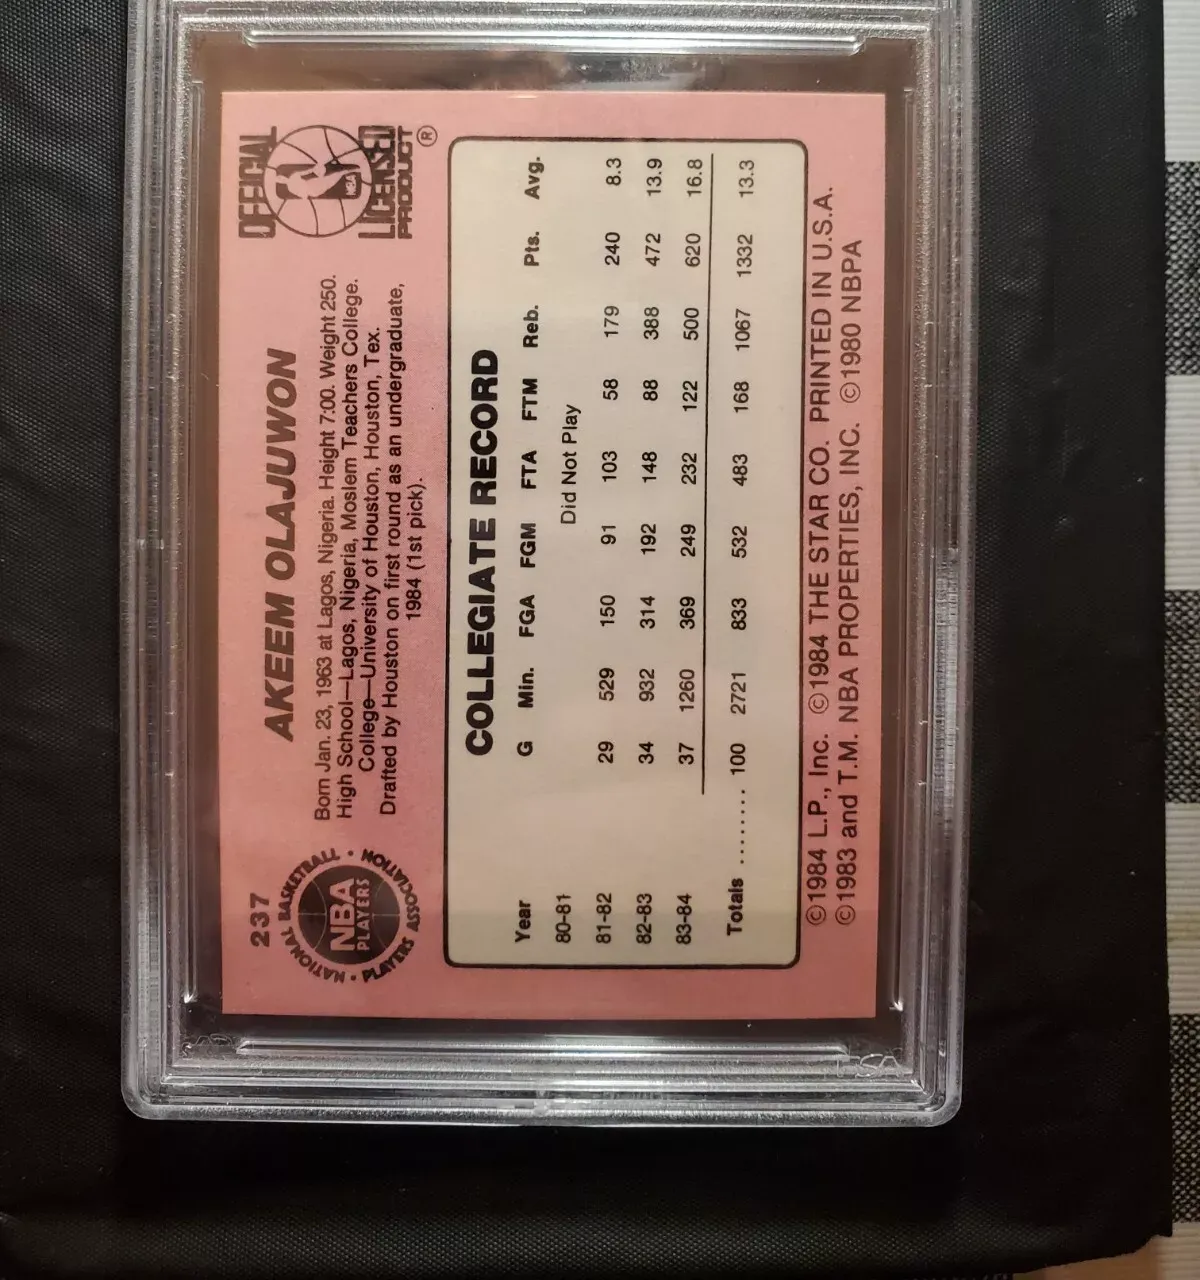 237
AKEEM OLAJUWON
Born Jan. 23, 1963 at Lagos, Nigeria. Height 7:00. Weight 250.
High School—Lagos, Nigeria, Moslem Teachers College.
College—University of Houston, Houston, Tex.
Drafted by Houston on first round as an undergraduate,
1984 (1st pick).
NATIONAL BASKETBALL
NBA
PLAYERS
PLAYERS ASSOCIATION
OFFICIAL
NBA
LICENSED
PRODUCT
®
COLLEGIATE RECORD
Year G Min. FGA FGM FTA FTM Reb. Pts. Avg.
80-81 Did Not Play
81-82 29 529 150 91 103 58 179 240 8.3
82-83 34 932 314 192 148 88 388 472 13.9
83-84 37 1260 369 249 232 122 500 620 16.8
Totals ........ 100 2721 833 532 483 168 1067 1332 13.3
©1984 L.P., Inc. ©1984 THE STAR CO. PRINTED IN U.S.A.
©1983 and T.M. NBA PROPERTIES, INC. ©1980 NBPA